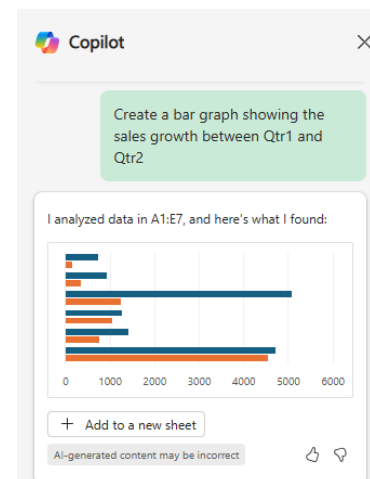 Copilot
Create a bar graph showing the
sales growth between Qtr1 and
Qtr2
I analyzed data in A1:E7, and here's what I found:
0 1000 2000 3000 4000 5000 6000
+ Add to a new sheet
AI-generated content may be incorrect